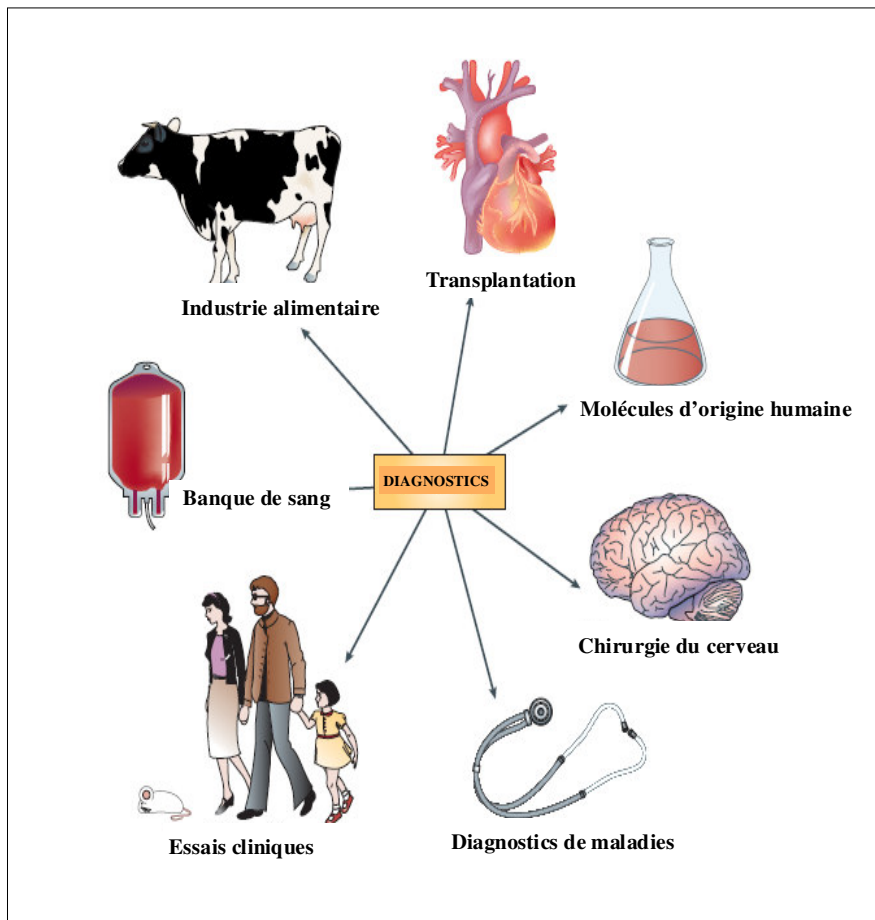 Transplantation
Industrie alimentaire
Molécules d'origine humaine
DIAGNOSTICS
Banque de sang
Chirurgie du cerveau
Diagnostics de maladies
Essais cliniques